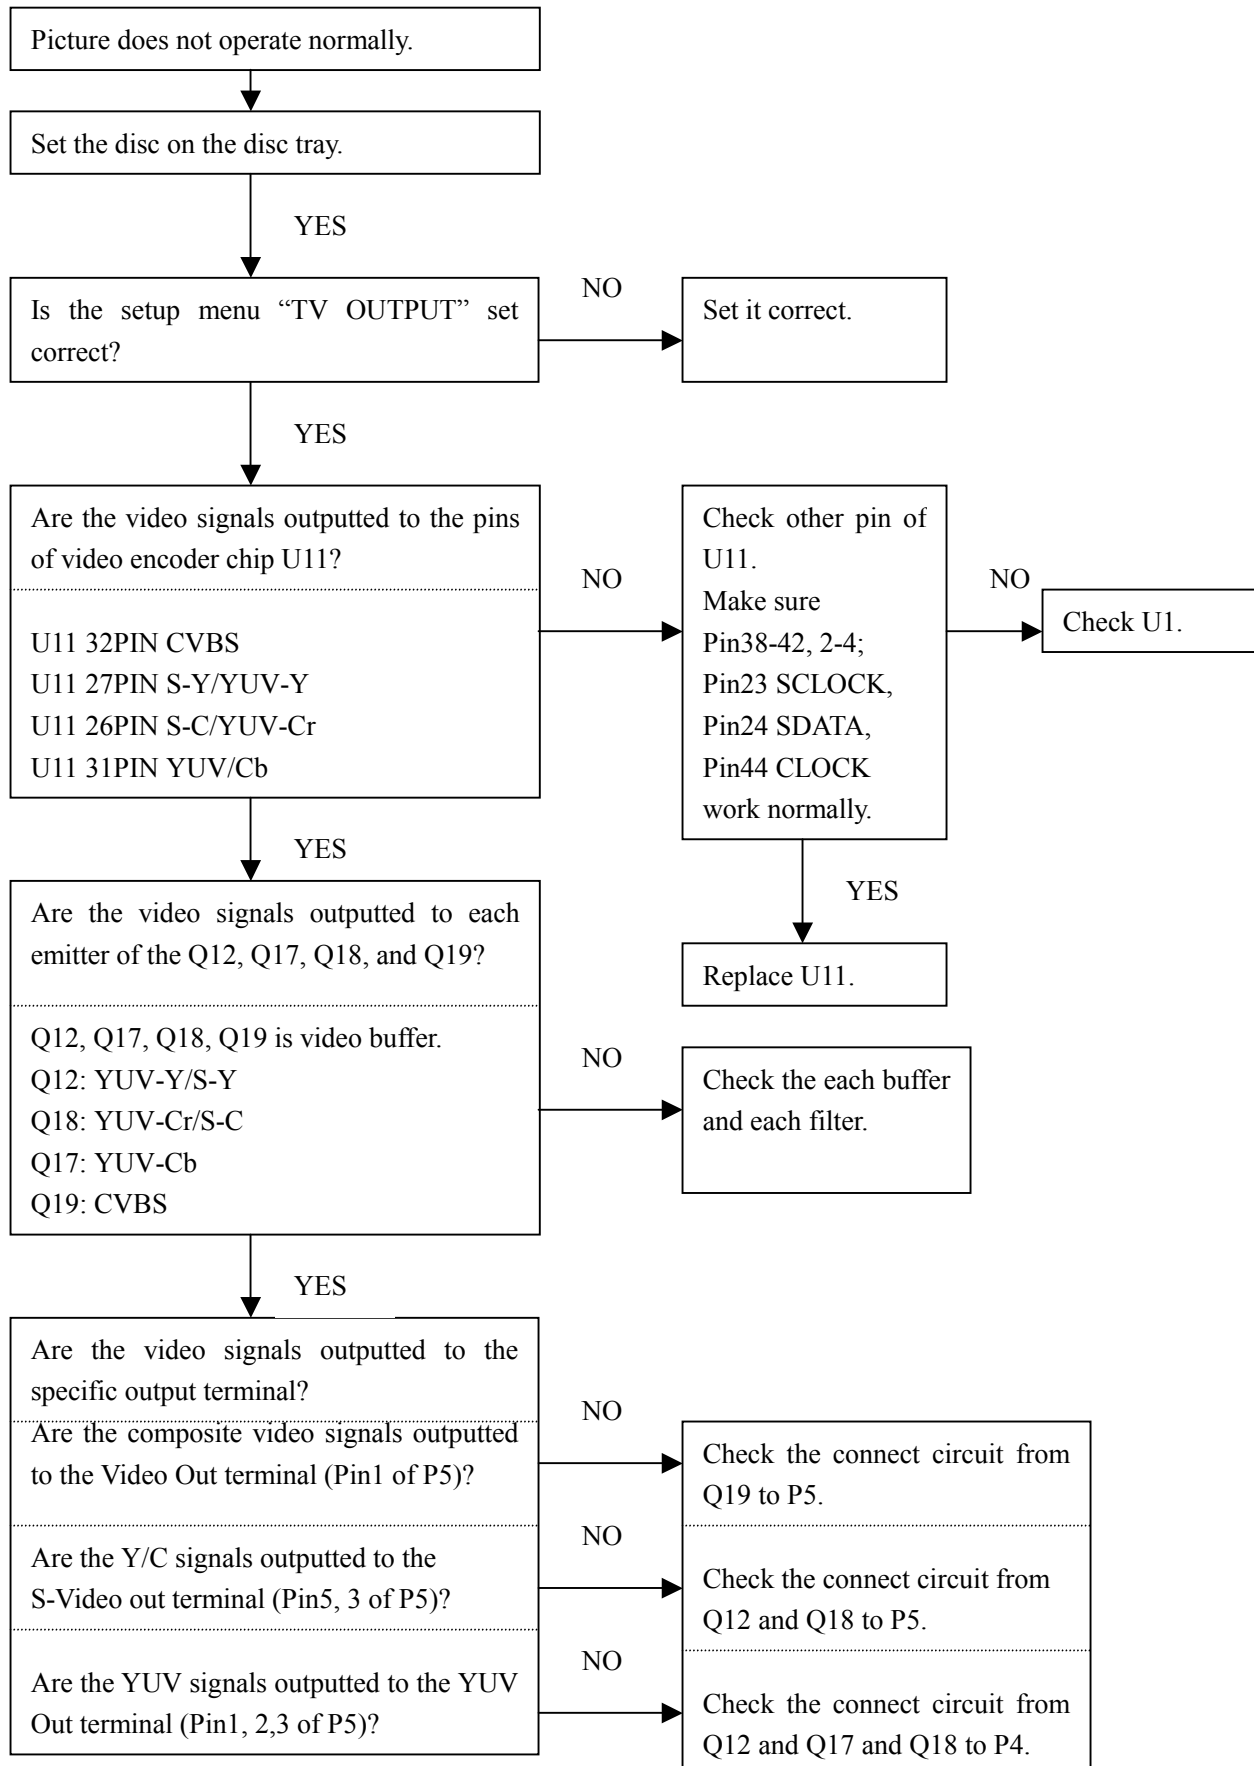 Picture does not operate normally.
Set the disc on the disc tray.
YES
Is the setup menu “TV OUTPUT” set
correct?
NO
Set it correct.
YES
Are the video signals outputted to the pins
of video encoder chip U11?
U11 32PIN CVBS
U11 27PIN S-Y/YUV-Y
U11 26PIN S-C/YUV-Cr
U11 31PIN YUV/Cb
NO
Check other pin of
U11.
Make sure
Pin38-42, 2-4;
Pin23 SCLOCK,
Pin24 SDATA,
Pin44 CLOCK
work normally.
NO
Check U1.
YES
Replace U11.
YES
Are the video signals outputted to each
emitter of the Q12, Q17, Q18, and Q19?
Q12, Q17, Q18, Q19 is video buffer.
Q12: YUV-Y/S-Y
Q18: YUV-Cr/S-C
Q17: YUV-Cb
Q19: CVBS
NO
Check the each buffer
and each filter.
YES
Are the video signals outputted to the
specific output terminal?
Are the composite video signals outputted
to the Video Out terminal (Pin1 of P5)?
NO
Check the connect circuit from
Q19 to P5.
Are the Y/C signals outputted to the
S-Video out terminal (Pin5, 3 of P5)?
NO
Check the connect circuit from
Q12 and Q18 to P5.
Are the YUV signals outputted to the YUV
Out terminal (Pin1, 2,3 of P5)?
NO
Check the connect circuit from
Q12 and Q17 and Q18 to P4.